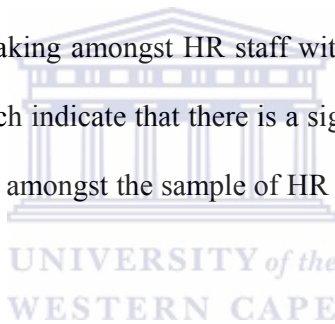 aking amongst HR staff wit
ch indicate that there is a sig
amongst the sample of HR
UNIVERSITY of the
WESTERN CAPE